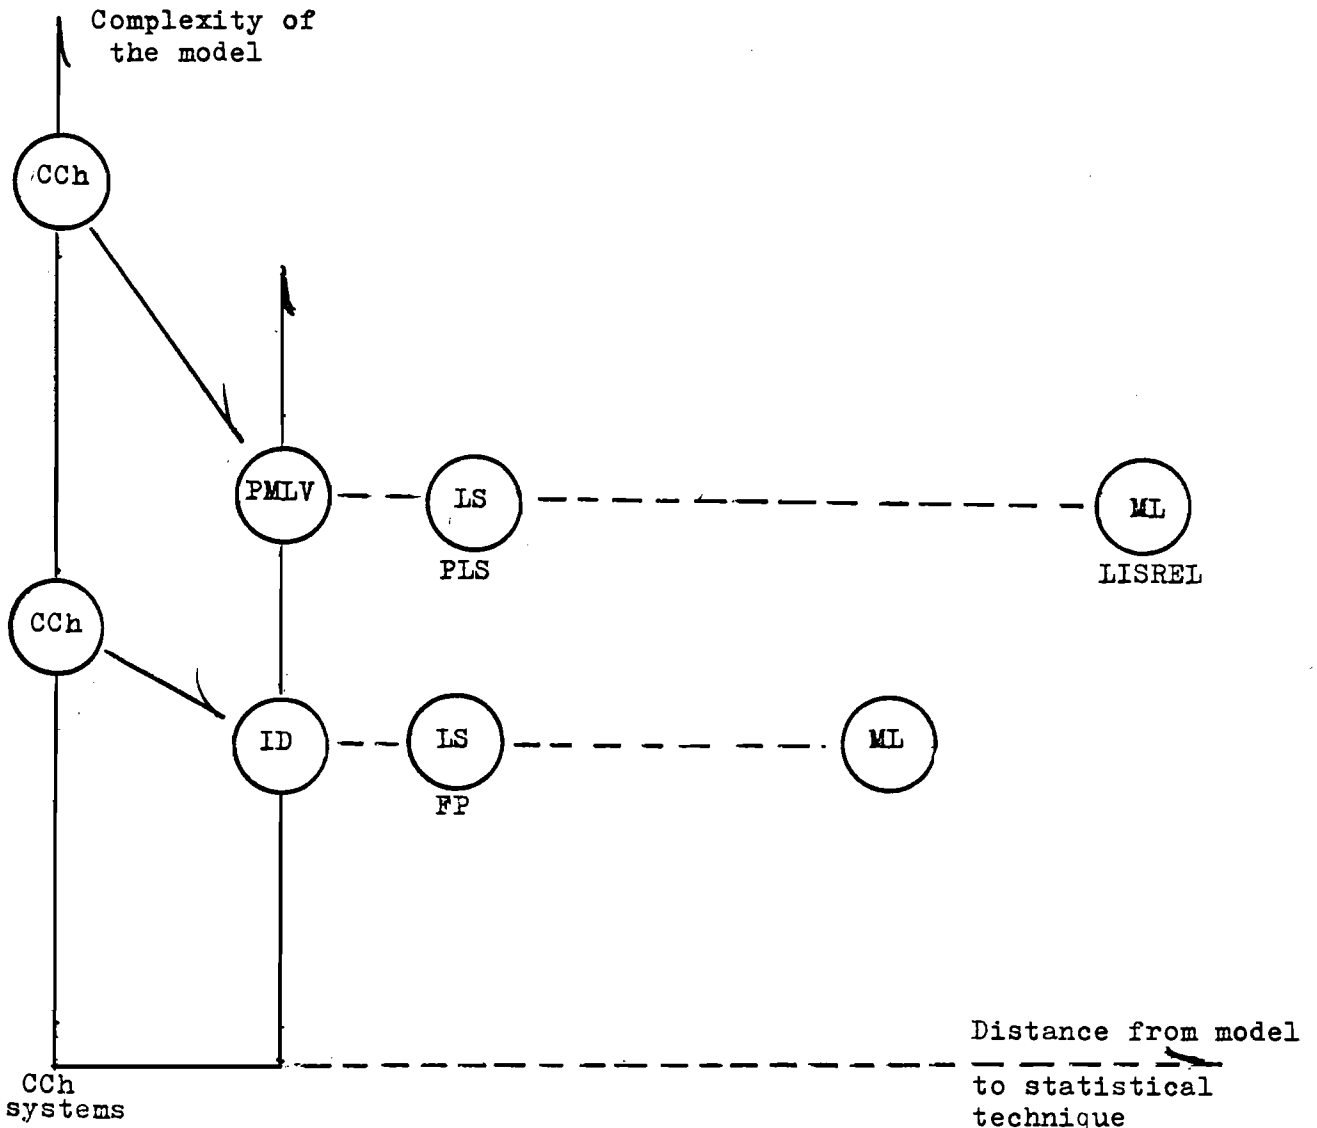 Complexity of
the model
CCh
PMLV
LS
ML
PLS
LISREL
CCh
ID
LS
ML
FP
Distance from model
to statistical
technique
CCh
systems